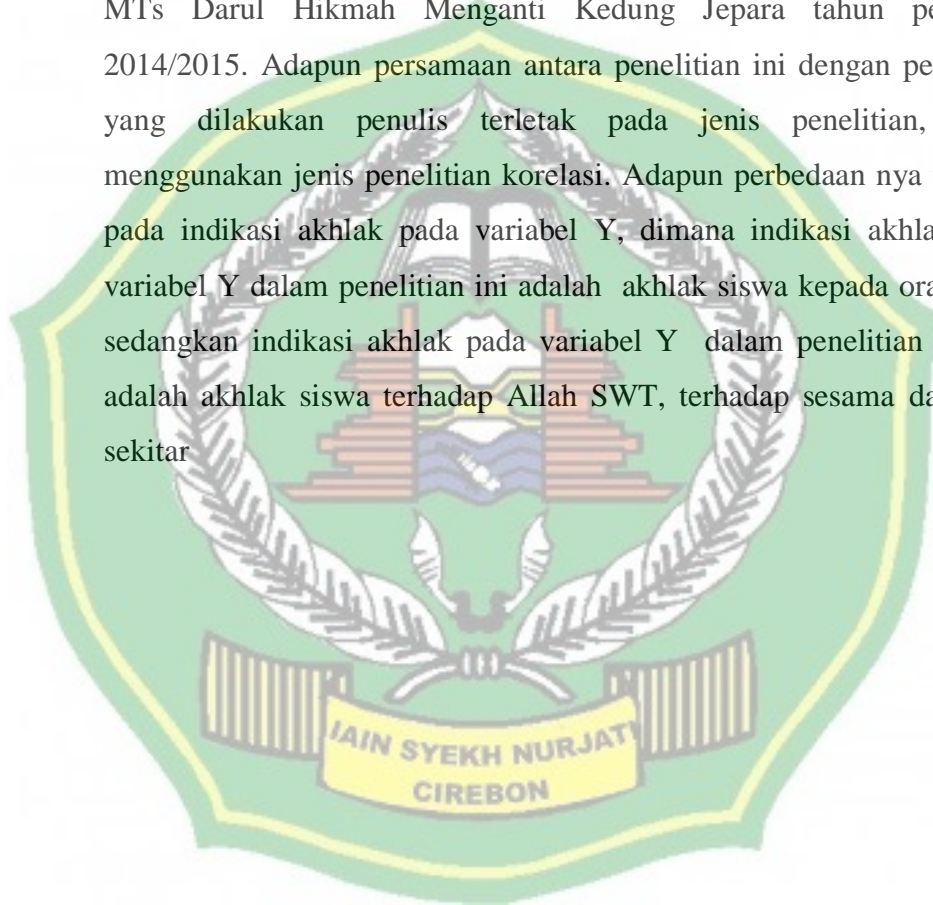 MTs Darul Hikmah Menganti Kedung Jepara tahun pe
2014/2015. Adapun persamaan antara penelitian ini dengan pe
yang dilakukan penulis terletak pada jenis penelitian,
menggunakan jenis penelitian korelasi. Adapun perbedaan nya
pada indikasi akhlak pada variabel Y, dimana indikasi akhla
variabel Y dalam penelitian ini adalah akhlak siswa kepada ora
sedangkan indikasi akhlak pada variabel Y dalam penelitian
adalah akhlak siswa terhadap Allah SWT, terhadap sesama da
sekitar
IAIN SYEKH NURJATI
CIREBON